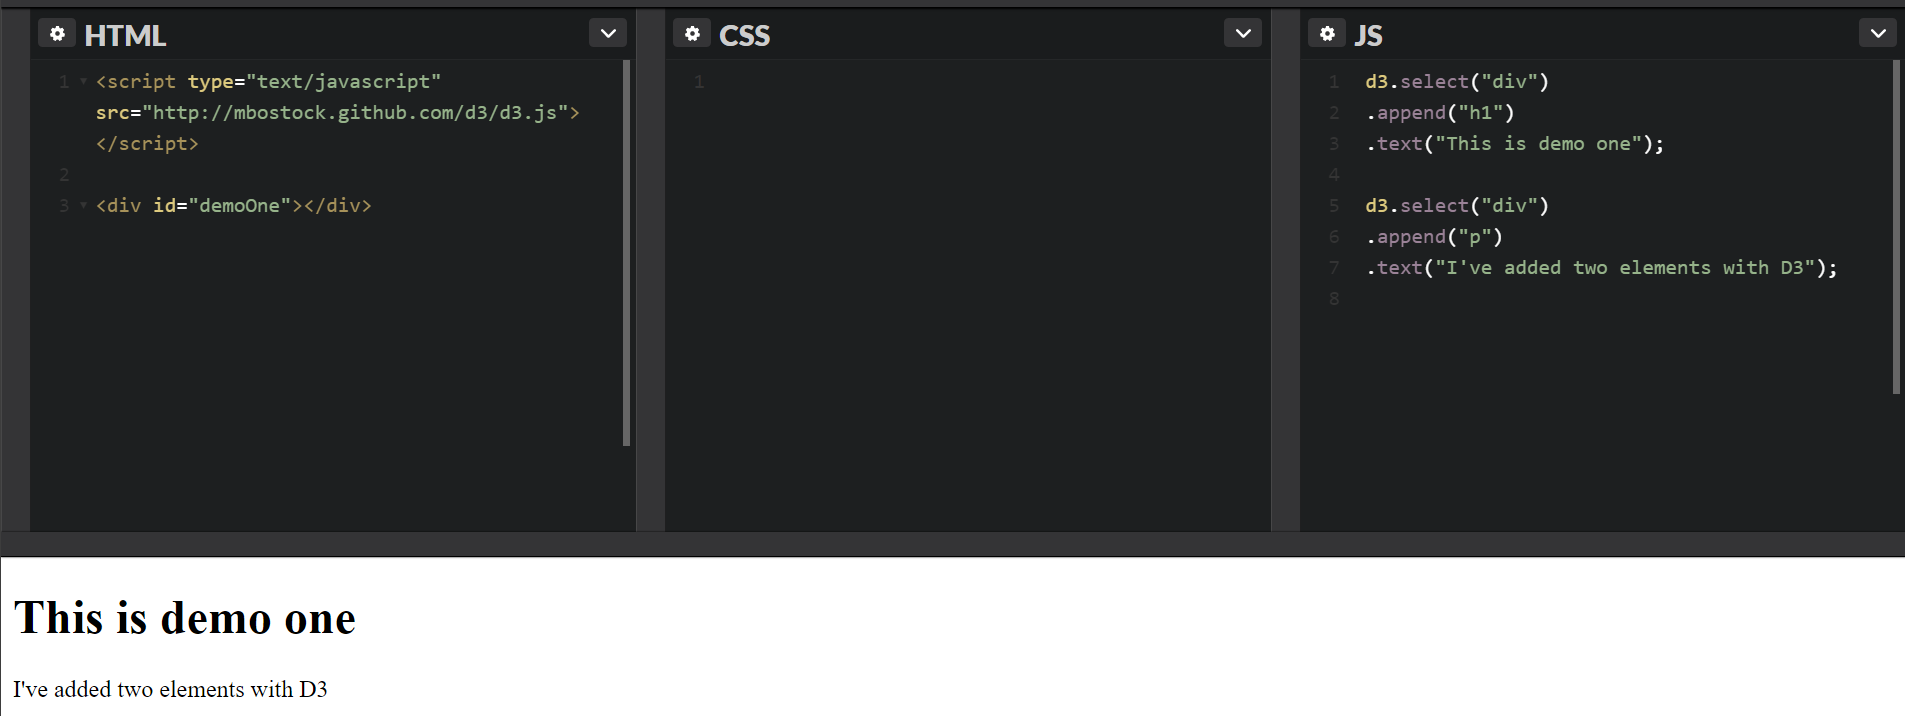 HTML
1 <script type="text/javascript"
src="http://mbostock.github.com/d3/d3.js">
</script>
2
3 <div id="demoOne"></div>
CSS
1
JS
1 d3.select("div")
2 .append("h1")
3 .text("This is demo one");
4
5 d3.select("div")
6 .append("p")
7 .text("I've added two elements with D3");
8
This is demo one
I've added two elements with D3